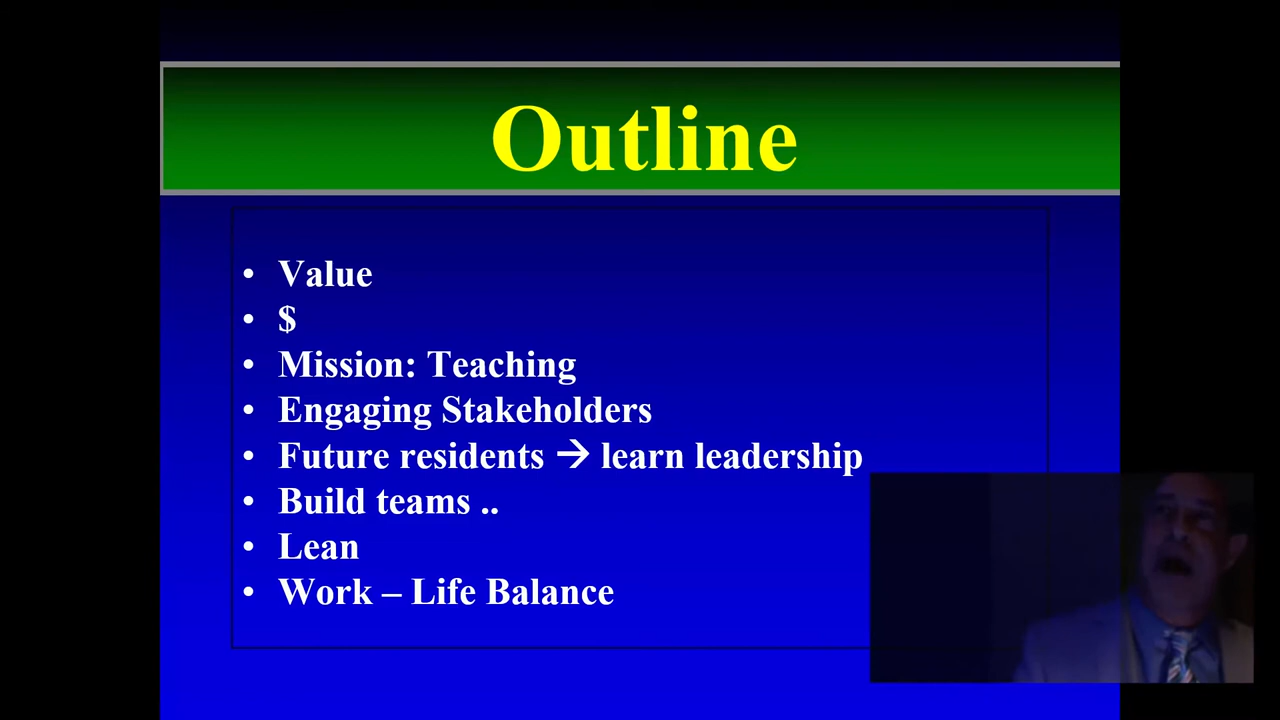 Outline
• Value
• $
• Mission: Teaching
• Engaging Stakeholders
• Future residents → learn leadership
• Build teams ..
• Lean
• Work – Life Balance